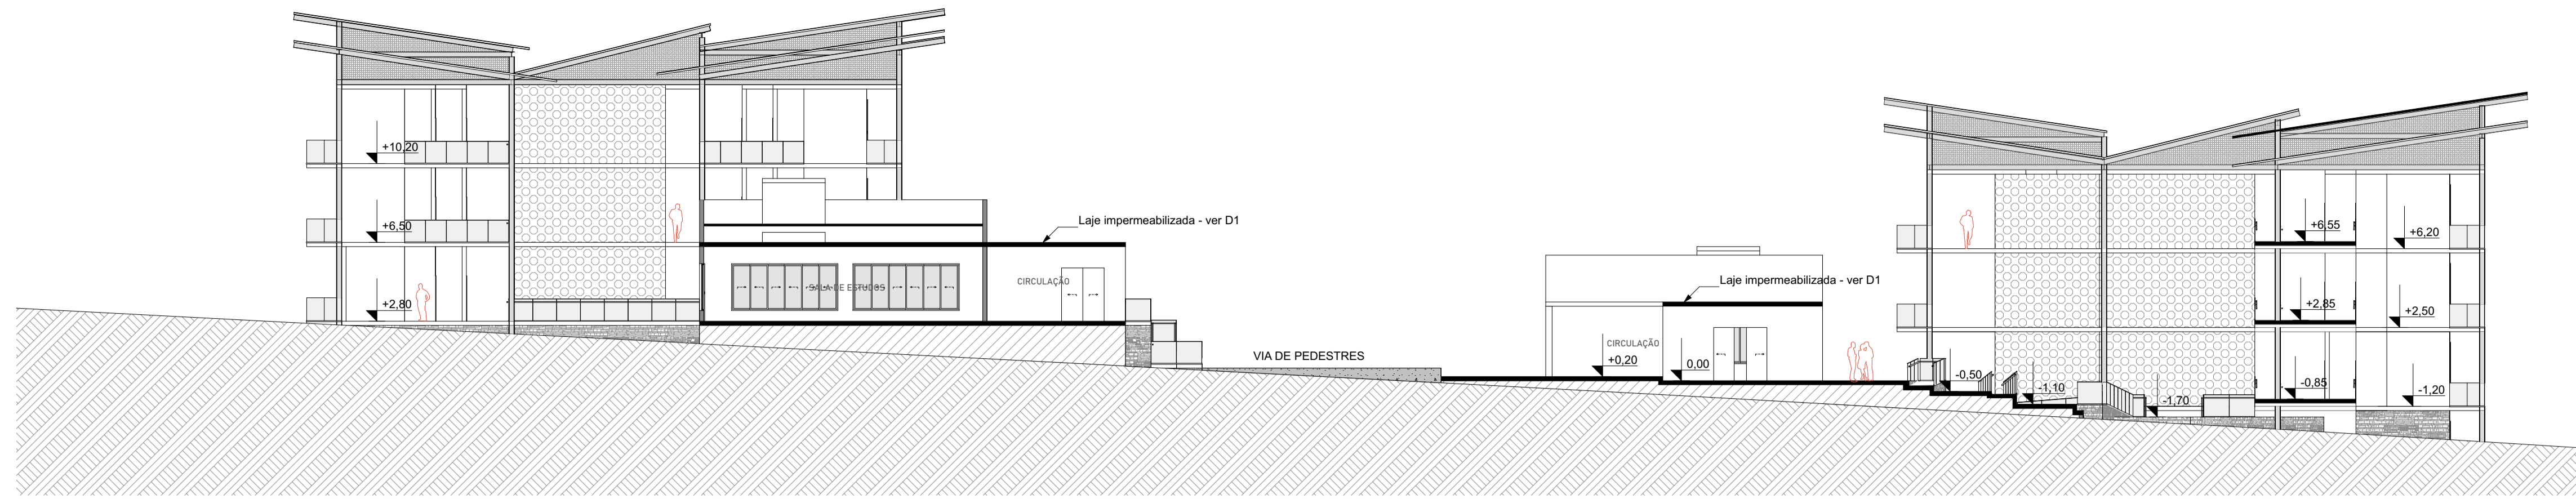 +10,20
+6,50
+2,80
Laje impermeabilizada - ver D1
SALA DE ESTUDOS
CIRCULAÇÃO
VIA DE PEDESTRES
Laje impermeabilizada - ver D1
CIRCULAÇÃO
+0,20
0,00
-0,50
-1,10
-1,70
+6,55
+6,20
+2,85
+2,50
-0,85
-1,20